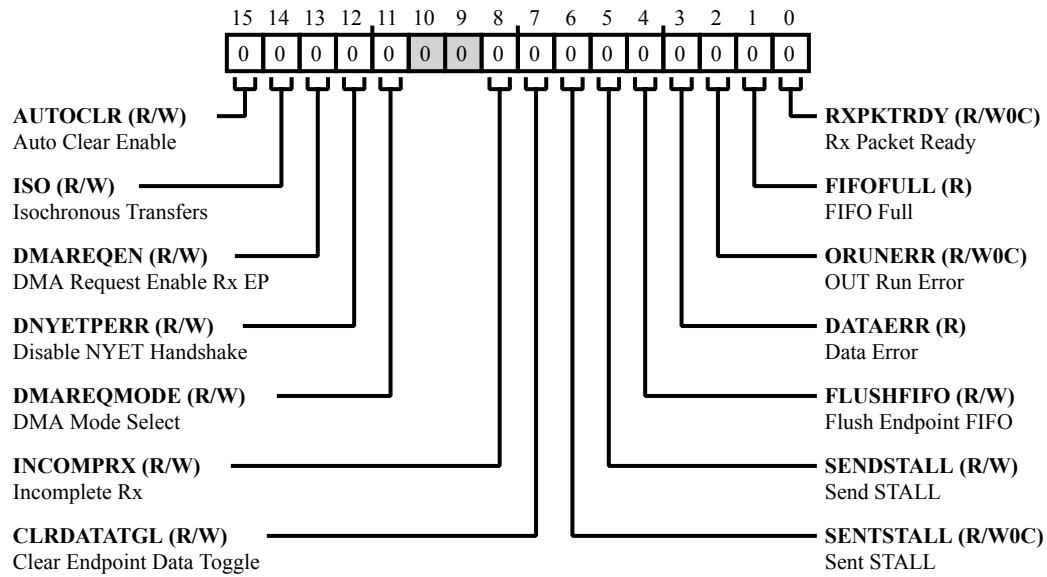 15 14 13 12 11 10 9 8 7 6 5 4 3 2 1 0
0 0 0 0 0 0 0 0 0 0 0 0 0 0 0 0
AUTOCLR (R/W)
Auto Clear Enable
ISO (R/W)
Isochronous Transfers
DMAREQEN (R/W)
DMA Request Enable Rx EP
DNYETPERR (R/W)
Disable NYET Handshake
DMAREQMODE (R/W)
DMA Mode Select
INCOMPRX (R/W)
Incomplete Rx
CLRDATATGL (R/W)
Clear Endpoint Data Toggle
RXPKTRDY (R/W0C)
Rx Packet Ready
FIFOFULL (R)
FIFO Full
ORUNERR (R/W0C)
OUT Run Error
DATAERR (R)
Data Error
FLUSHFIFO (R/W)
Flush Endpoint FIFO
SENDSTALL (R/W)
Send STALL
SENTSTALL (R/W0C)
Sent STALL